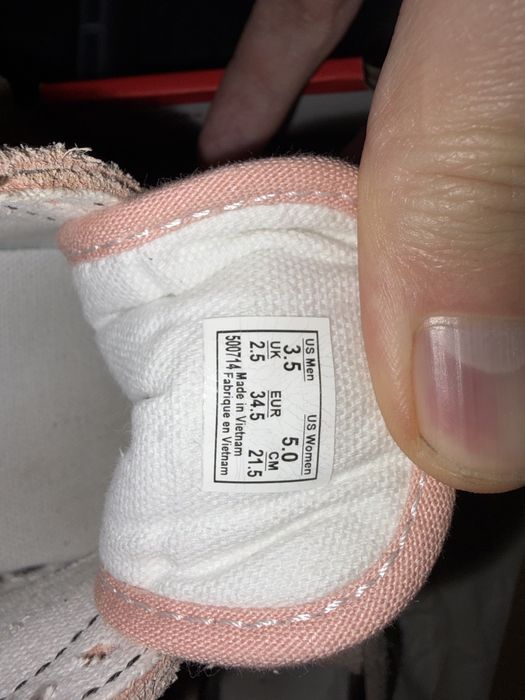 US Men US Women
3.5 5.0
UK EUR CM
2.5 34.5 21.5
500714 Made in Vietnam
Fabrique en Vietnam